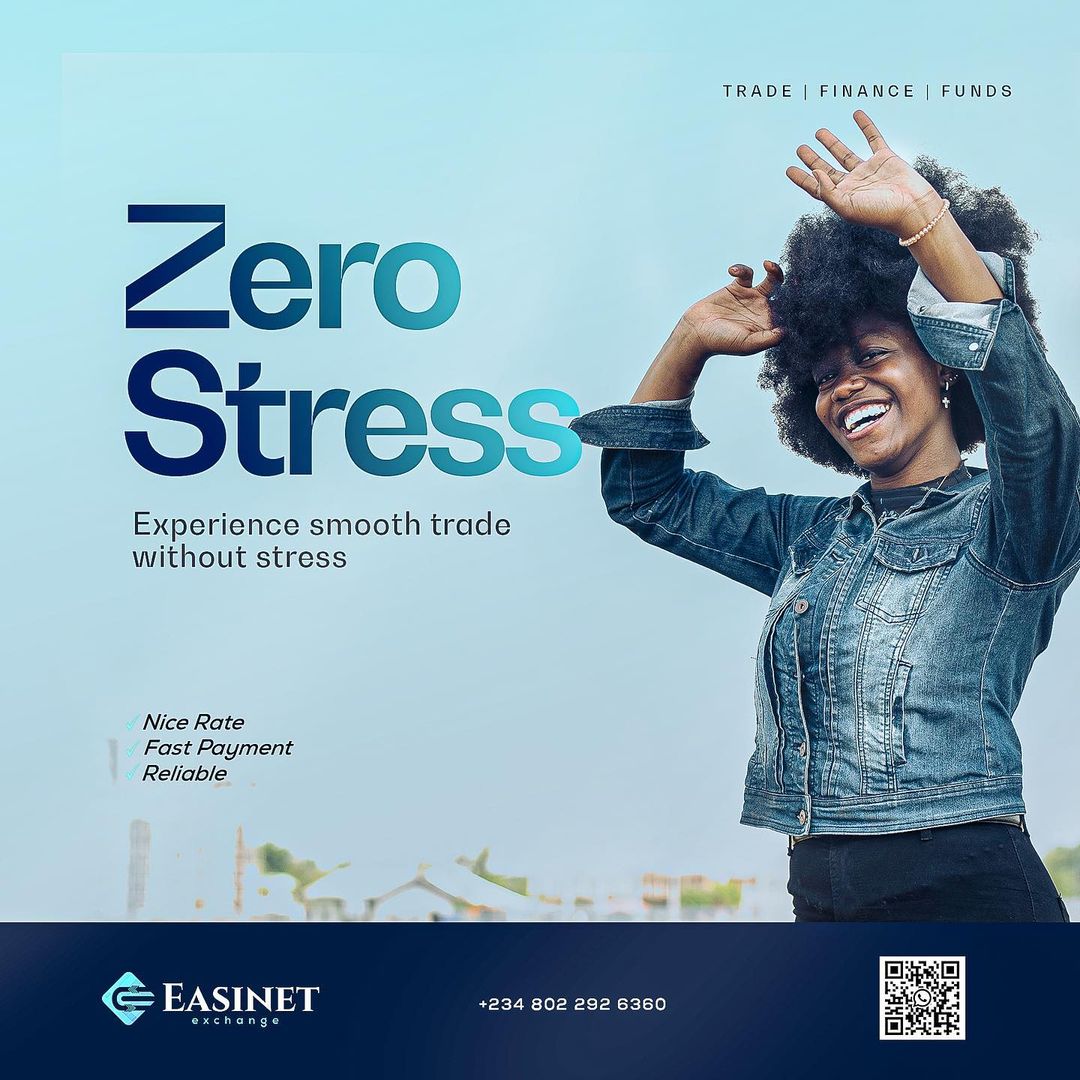 TRADE | FINANCE | FUNDS
Zero
Stress
Experience smooth trade
without stress
Nice Rate
Fast Payment
Reliable
EASINET
exchange
+234 802 292 6360